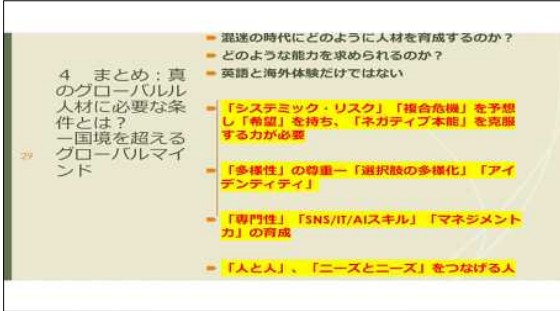 4 まとめ：真
のグローバルル
人材に必要な条
件とは？
ー国境を超える
グローバルマイ
ンド
29
混迷の時代にどのように人材を育成するのか？
どのような能力を求められるのか？
英語と海外体験だけではない
「システミック・リスク」「複合危機」を予想
し「希望」を持ち、「ネガティブ本能」を克服
する力が必要
「多様性」の尊重ー「選択肢の多様化」「アイ
デンティティ」
「専門性」「SNS/IT/AIスキル」「マネジメント
力」の育成
「人と人」、「ニーズとニーズ」をつなげる人